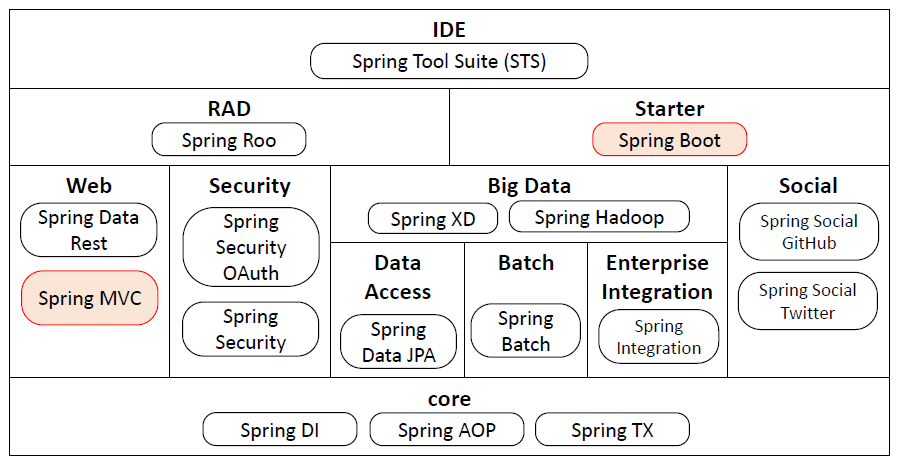 IDE
Spring Tool Suite (STS)
RAD
Spring Roo
Starter
Spring Boot
Web
Spring Data
Rest
Spring MVC
Security
Spring
Security
OAuth
Spring
Security
Big Data
Spring XD
Spring Hadoop
Data
Access
Spring
Data JPA
Batch
Spring
Batch
Enterprise
Integration
Spring
Integration
Social
Spring Social
GitHub
Spring Social
Twitter
core
Spring DI
Spring AOP
Spring TX